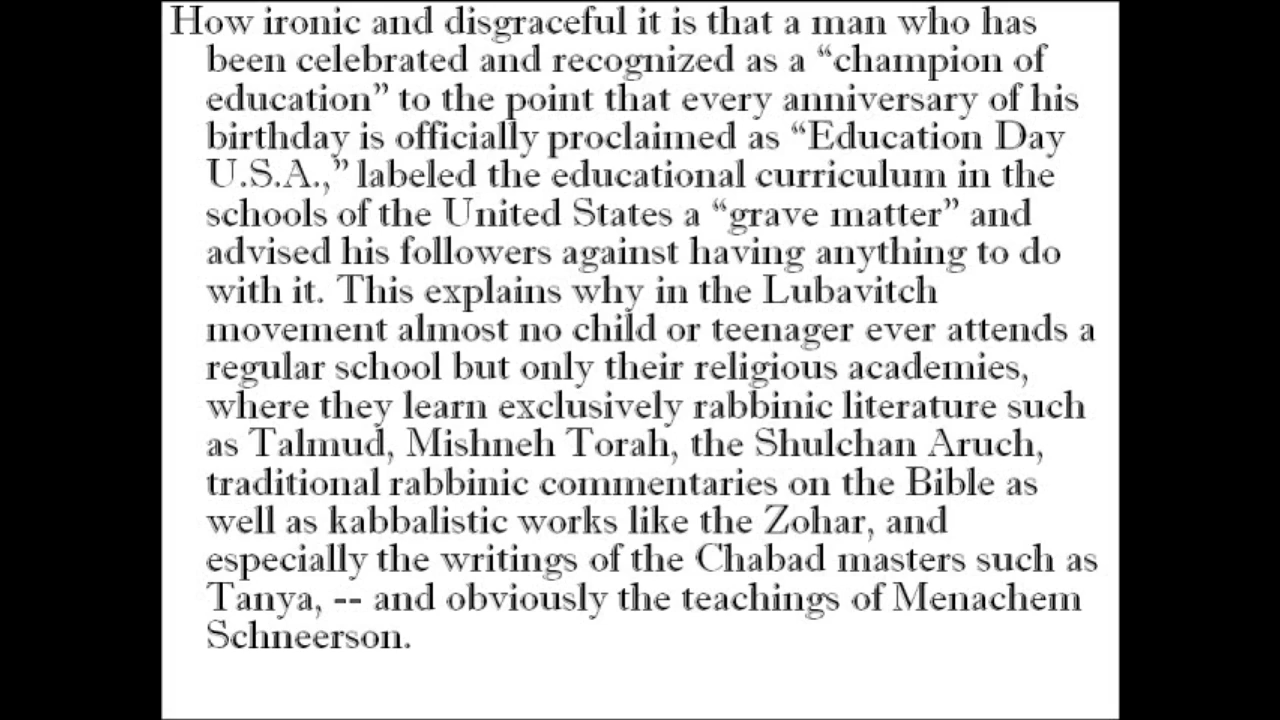 How ironic and disgraceful it is that a man who has
been celebrated and recognized as a “champion of
education” to the point that every anniversary of his
birthday is officially proclaimed as “Education Day
U.S.A.,” labeled the educational curriculum in the
schools of the United States a “grave matter” and
advised his followers against having anything to do
with it. This explains why in the Lubavitch
movement almost no child or teenager ever attends a
regular school but only their religious academies,
where they learn exclusively rabbinic literature such
as Talmud, Mishneh Torah, the Shulchan Aruch,
traditional rabbinic commentaries on the Bible as
well as kabbalistic works like the Zohar, and
especially the writings of the Chabad masters such as
Tanya, -- and obviously the teachings of Menachem
Schneerson.